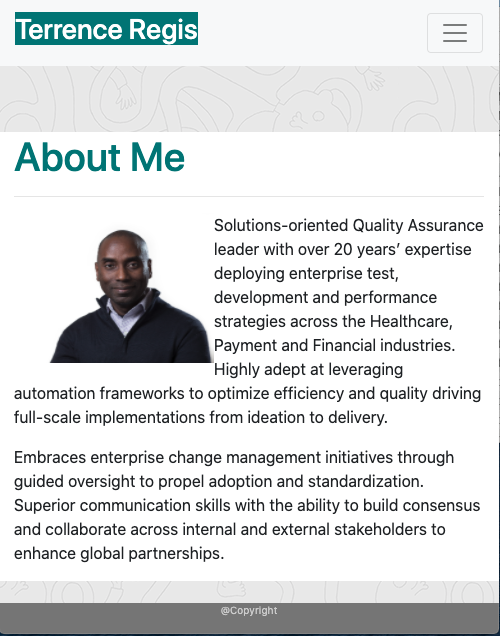 Terrence Regis
About Me
Solutions-oriented Quality Assurance
leader with over 20 years’ expertise
deploying enterprise test,
development and performance
strategies across the Healthcare,
Payment and Financial industries.
Highly adept at leveraging
automation frameworks to optimize efficiency and quality driving
full-scale implementations from ideation to delivery.
Embraces enterprise change management initiatives through
guided oversight to propel adoption and standardization.
Superior communication skills with the ability to build consensus
and collaborate across internal and external stakeholders to
enhance global partnerships.
@Copyright